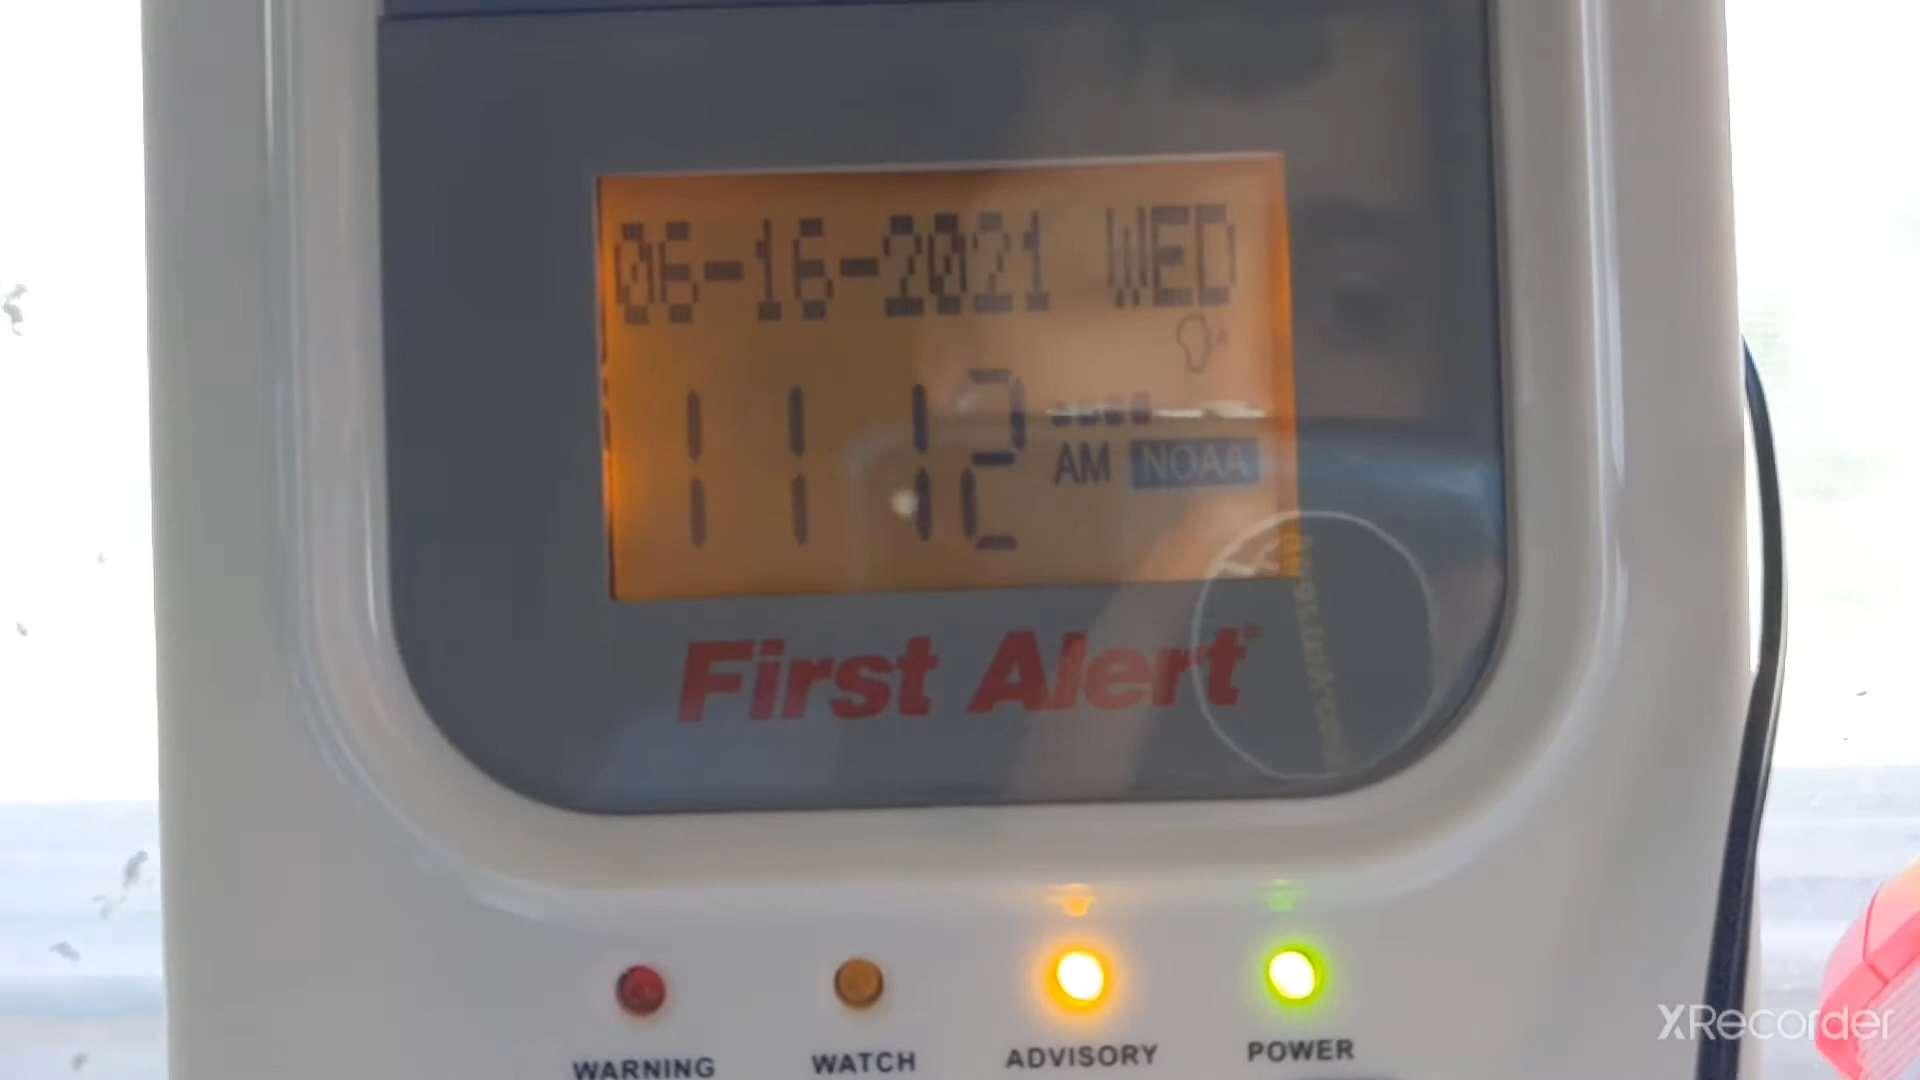 06-16-2021 WED
11 12
AM NOAA
First Alert®
WARNING WATCH ADVISORY POWER
XRecorder